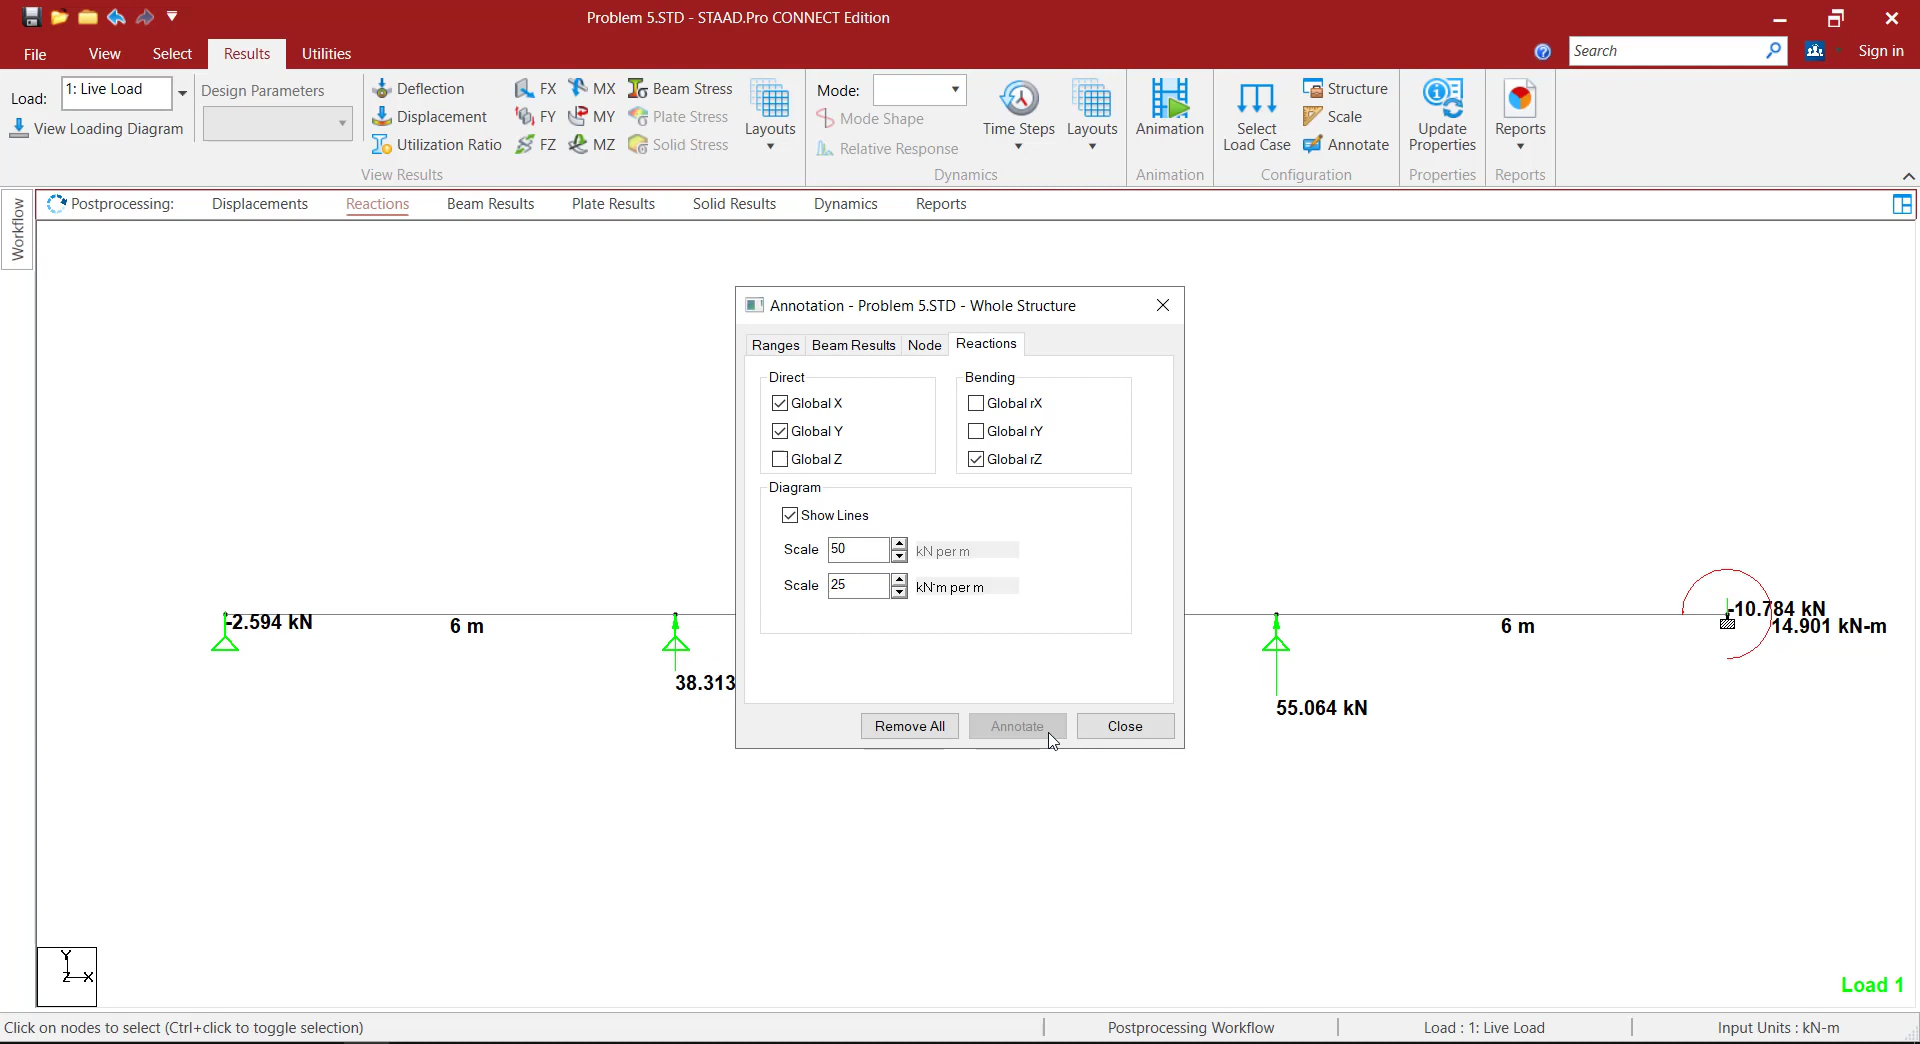 Problem 5.STD - STAAD.Pro CONNECT Edition
File View Select Results Utilities Search Sign in
Load: 1: Live Load
View Loading Diagram
Design Parameters
Deflection FX MX Beam Stress
Displacement FY MY Plate Stress
Utilization Ratio FZ MZ Solid Stress
Layouts
View Results
Mode:
Mode Shape
Relative Response
Time Steps
Layouts
Dynamics
Animation
Animation
Select
Load Case
Structure
Scale
Annotate
Configuration
Update
Properties
Properties
Reports
Reports
Workflow
Postprocessing: Displacements Reactions Beam Results Plate Results Solid Results Dynamics Reports
Annotation - Problem 5.STD - Whole Structure
Ranges Beam Results Node Reactions
Direct
Global X
Global Y
Global Z
Bending
Global rX
Global rY
Global rZ
Diagram
Show Lines
Scale 50 kN per m
Scale 25 kN·m per m
Remove All Annotate Close
-2.594 kN
6 m
38.313
55.064 kN
6 m
-10.784 kN
14.901 kN-m
Y
Z X
Load 1
Click on nodes to select (Ctrl+click to toggle selection) Postprocessing Workflow Load : 1: Live Load Input Units : kN-m